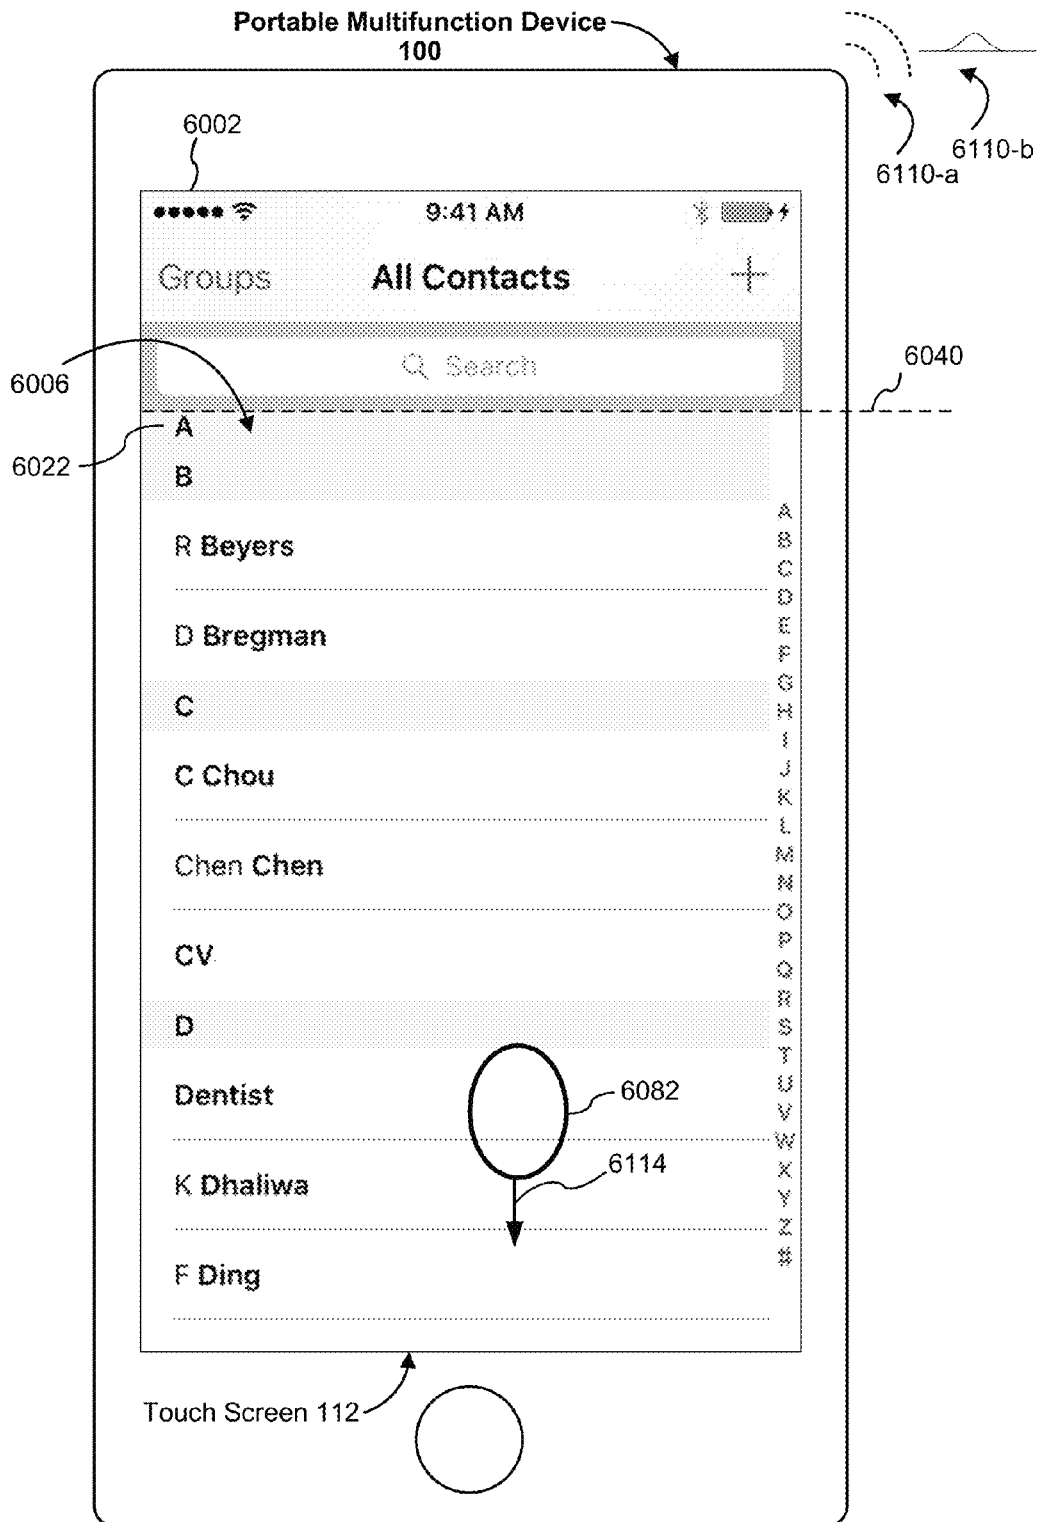 Portable Multifunction Device
100
6110-b
6110-a
6002
9:41 AM
Groups
All Contacts
+
Search
6040
6006
A
6022
B
R Beyers
D Bregman
C
C Chou
Chen Chen
CV
D
Dentist
6082
K Dhaliwa
6114
F Ding
A
B
C
D
E
F
G
H
I
J
K
L
M
N
O
P
Q
R
S
T
U
V
W
X
Y
Z
#
Touch Screen 112